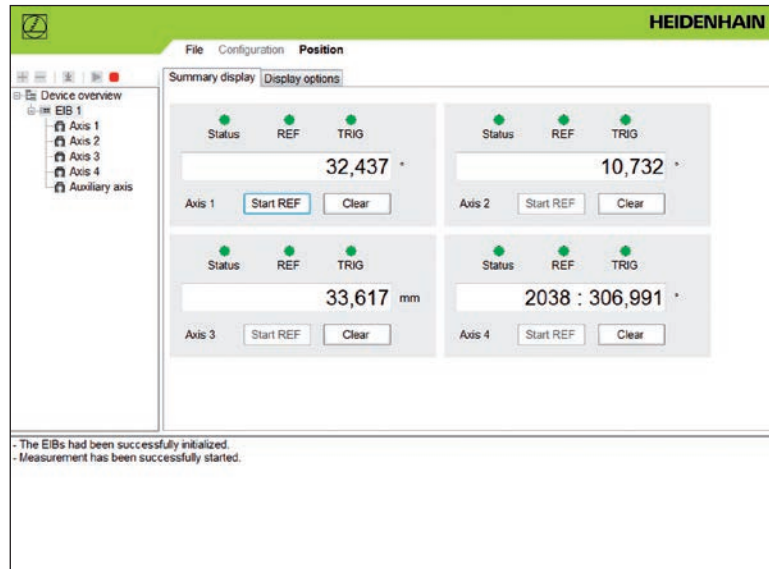 HEIDENHAIN
File Configuration Position
Summary display Display options
Device overview
EIB 1
Axis 1
Axis 2
Axis 3
Axis 4
Auxiliary axis
Status REF TRIG
32,437 °
Axis 1 Start REF Clear
Status REF TRIG
10,732 °
Axis 2 Start REF Clear
Status REF TRIG
33,617 mm
Axis 3 Start REF Clear
Status REF TRIG
2038 : 306,991 °
Axis 4 Start REF Clear
- The EIBs had been successfully initialized.
- Measurement has been successfully started.